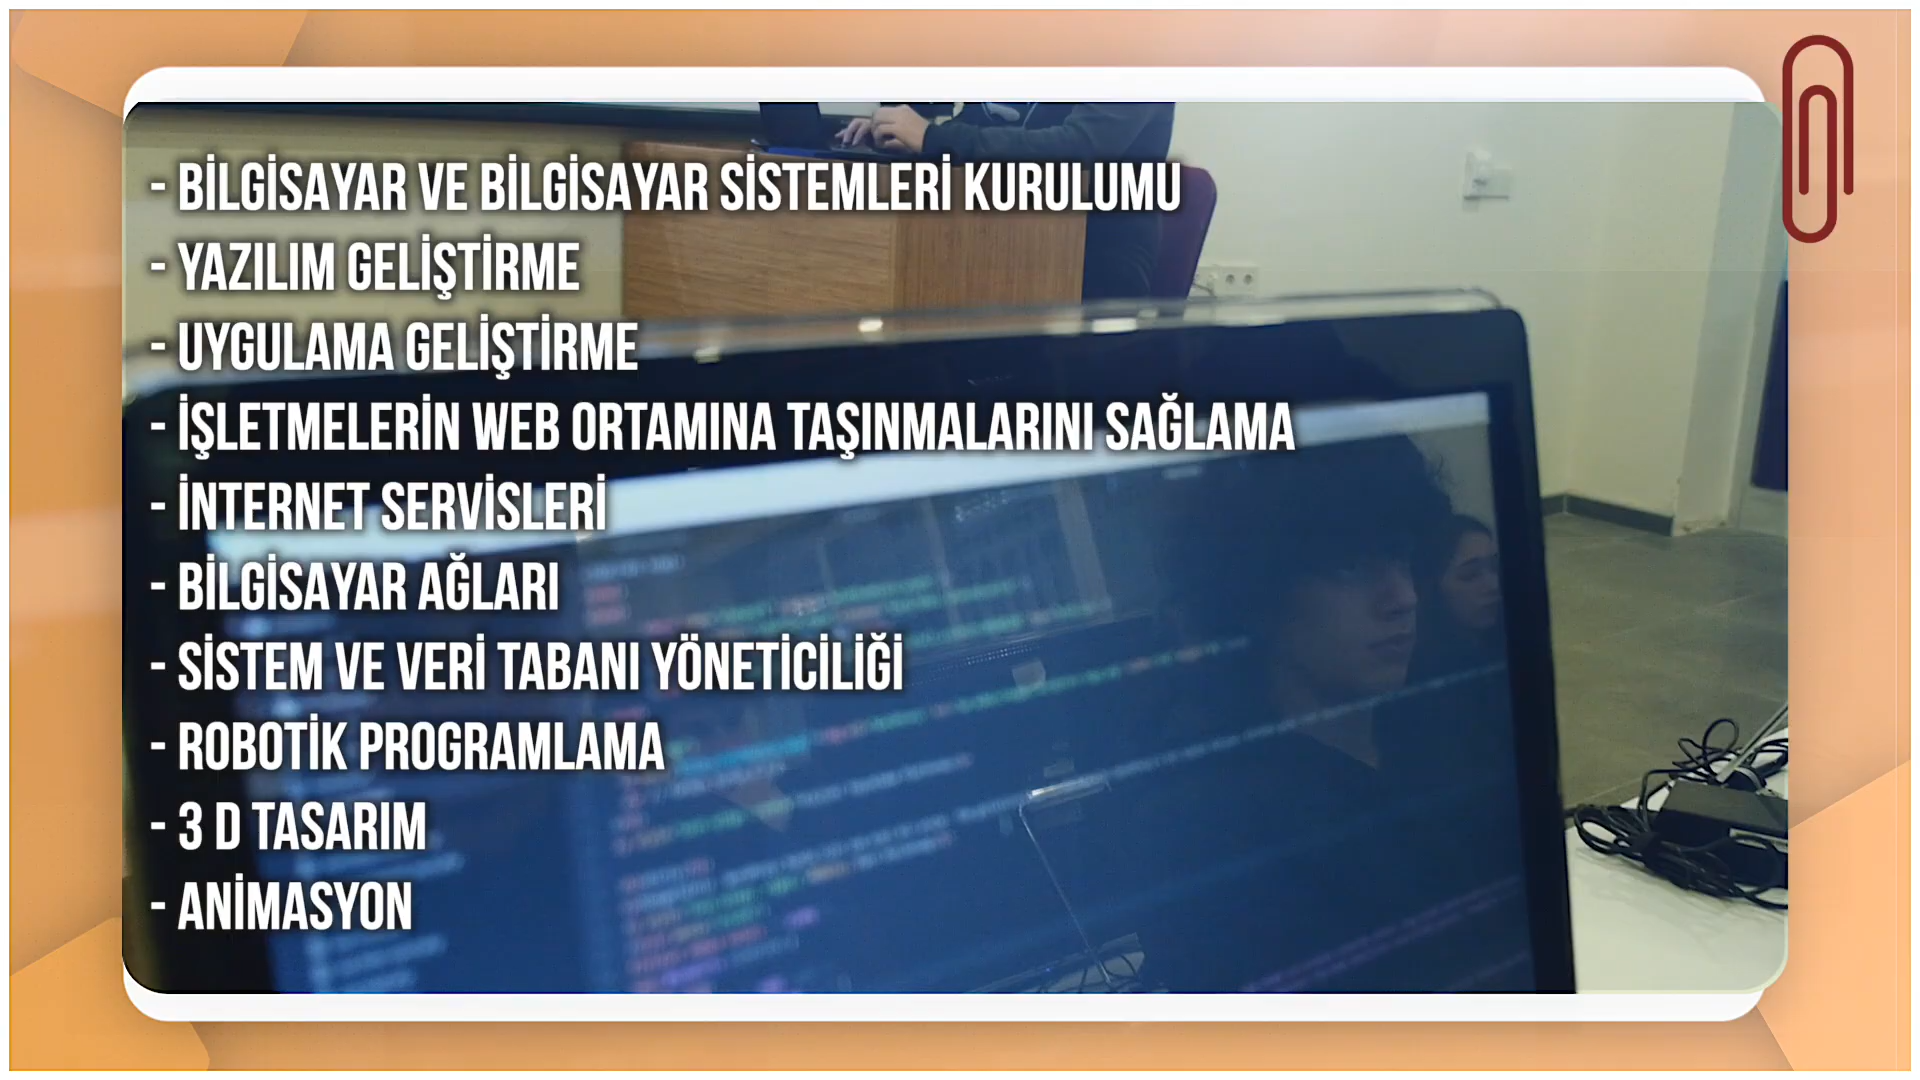 - BİLGİSAYAR VE BİLGİSAYAR SİSTEMLERİ KURULUMU
- YAZILIM GELİŞTİRME
- UYGULAMA GELİŞTİRME
- İŞLETMELERİN WEB ORTAMINA TAŞINMALARINI SAĞLAMA
- İNTERNET SERVİSLERİ
- BİLGİSAYAR AĞLARI
- SİSTEM VE VERİ TABANI YÖNETİCİLİĞİ
- ROBOTİK PROGRAMLAMA
- 3 D TASARIM
- ANİMASYON